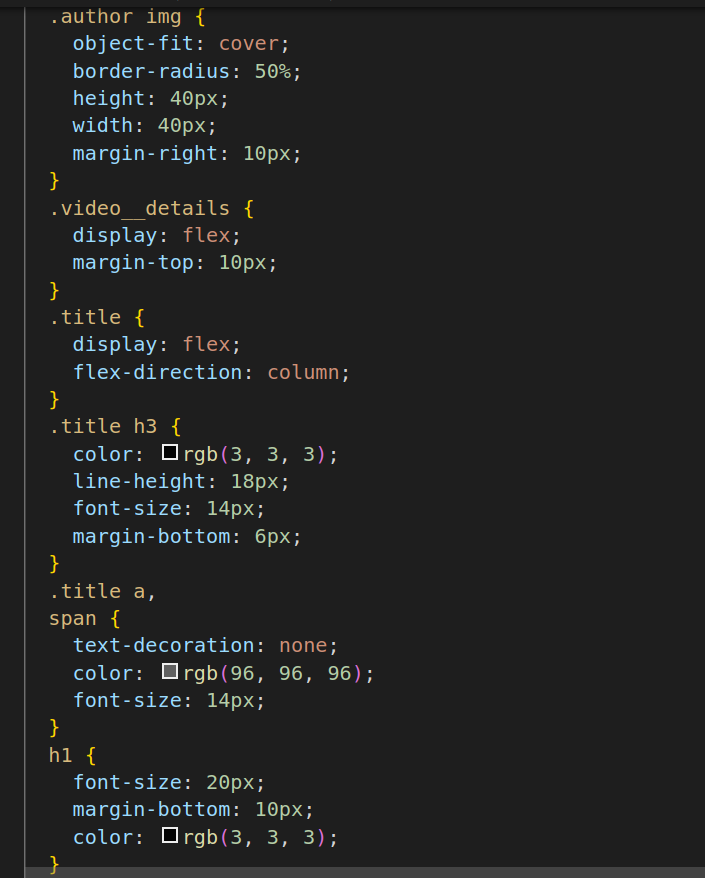 .author img {
object-fit: cover;
border-radius: 50%;
height: 40px;
width: 40px;
margin-right: 10px;
}
.video__details {
display: flex;
margin-top: 10px;
}
.title {
display: flex;
flex-direction: column;
}
.title h3 {
color: rgb(3, 3, 3);
line-height: 18px;
font-size: 14px;
margin-bottom: 6px;
}
.title a,
span {
text-decoration: none;
color: rgb(96, 96, 96);
font-size: 14px;
}
h1 {
font-size: 20px;
margin-bottom: 10px;
color: rgb(3, 3, 3);
}